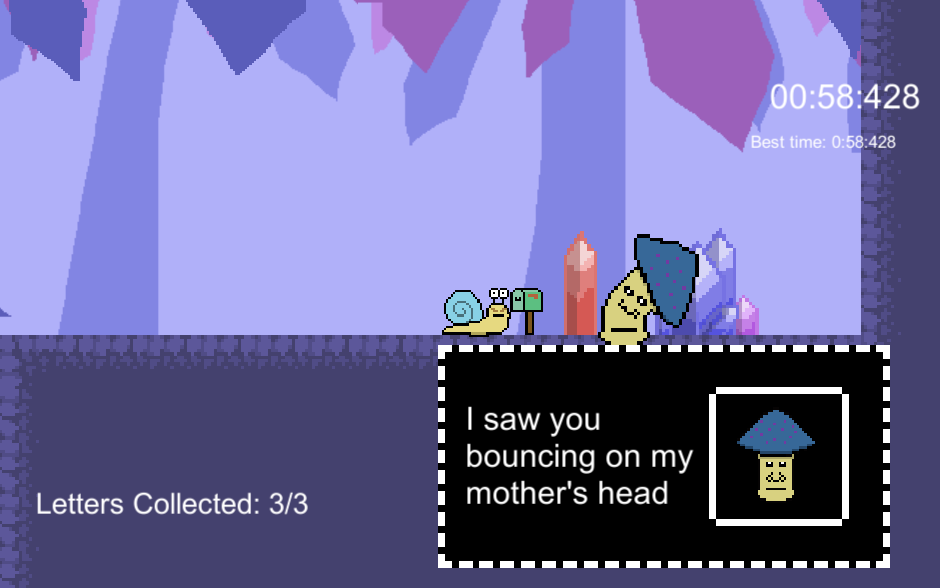 00:58:428
Best time: 0:58:428
I saw you
bouncing on my
mother's head
Letters Collected: 3/3